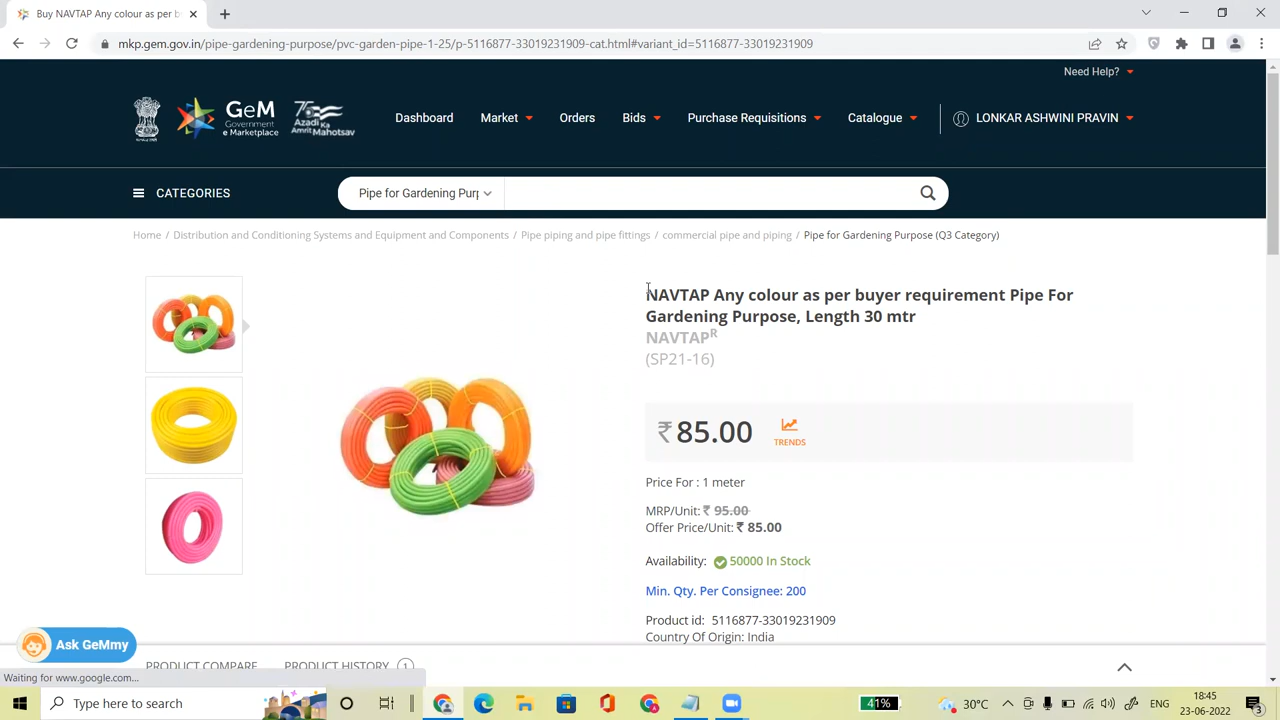 Buy NAVTAP Any colour as per b
mkp.gem.gov.in/pipe-gardening-purpose/pvc-garden-pipe-1-25/p-5116877-33019231909-cat.html#variant_id=5116877-33019231909
Need Help?
GeM
Government
e Marketplace
75
Azadi Ka
Amrit Mahotsav
Dashboard
Market
Orders
Bids
Purchase Requisitions
Catalogue
LONKAR ASHWINI PRAVIN
CATEGORIES
Pipe for Gardening Purp
Home / Distribution and Conditioning Systems and Equipment and Components / Pipe piping and pipe fittings / commercial pipe and piping / Pipe for Gardening Purpose (Q3 Category)
NAVTAP Any colour as per buyer requirement Pipe For
Gardening Purpose, Length 30 mtr
NAVTAPR
(SP21-16)
₹ 85.00
TRENDS
Price For : 1 meter
MRP/Unit: ₹ 95.00
Offer Price/Unit: ₹ 85.00
Availability: 50000 In Stock
Min. Qty. Per Consignee: 200
Product id: 5116877-33019231909
Country Of Origin: India
Ask GeMmy
PRODUCT COMPARE
PRODUCT HISTORY 1
Waiting for www.google.com...
Type here to search
41%
30°C
ENG
18:45
23-06-2022
3